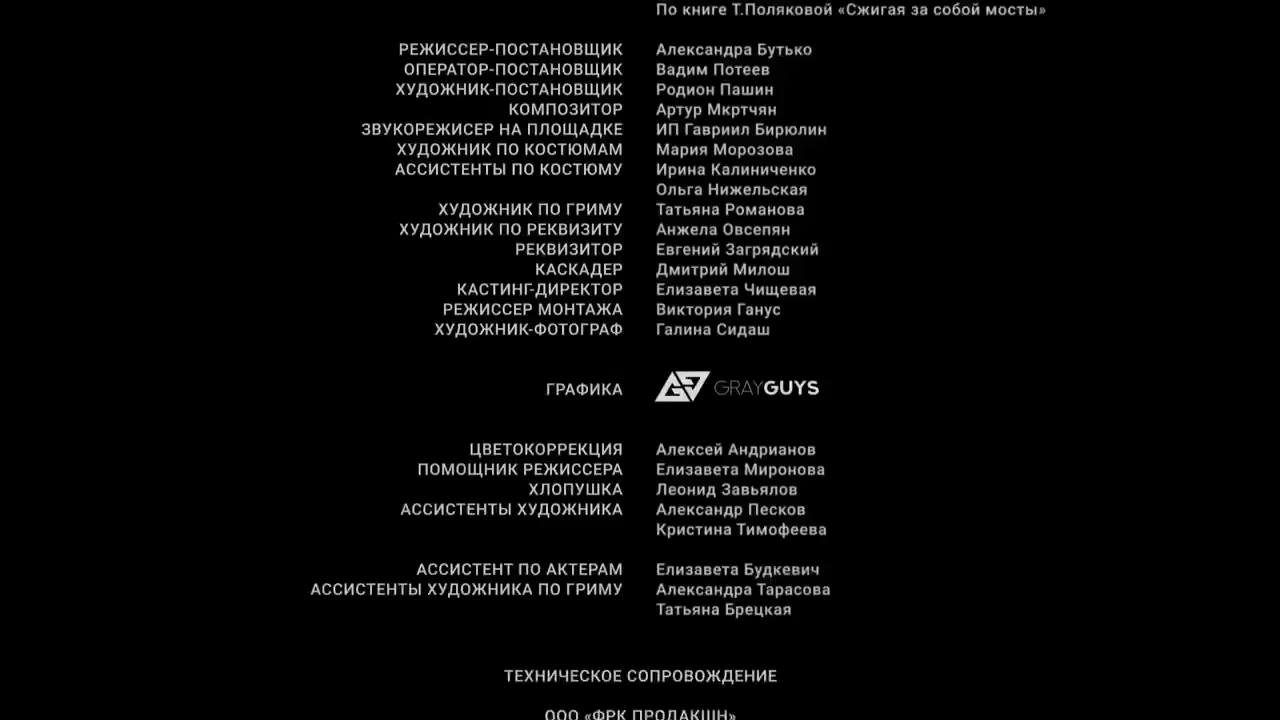 По книге Т.Поляковой «Сжигая за собой мосты»
РЕЖИССЕР-ПОСТАНОВЩИК Александра Бутько
ОПЕРАТОР-ПОСТАНОВЩИК Вадим Потеев
ХУДОЖНИК-ПОСТАНОВЩИК Родион Пашин
КОМПОЗИТОР Артур Мкртчян
ЗВУКОРЕЖИСЕР НА ПЛОЩАДКЕ ИП Гавриил Бирюлин
ХУДОЖНИК ПО КОСТЮМАМ Мария Морозова
АССИСТЕНТЫ ПО КОСТЮМУ Ирина Калиниченко
Ольга Нижельская
ХУДОЖНИК ПО ГРИМУ Татьяна Романова
ХУДОЖНИК ПО РЕКВИЗИТУ Анжела Овсепян
РЕКВИЗИТОР Евгений Загрядский
КАСКАДЕР Дмитрий Милош
КАСТИНГ-ДИРЕКТОР Елизавета Чищевая
РЕЖИССЕР МОНТАЖА Виктория Ганус
ХУДОЖНИК-ФОТОГРАФ Галина Сидаш
ГРАФИКА GRAYGUYS
ЦВЕТОКОРРЕКЦИЯ Алексей Андрианов
ПОМОЩНИК РЕЖИССЕРА Елизавета Миронова
ХЛОПУШКА Леонид Завьялов
АССИСТЕНТЫ ХУДОЖНИКА Александр Песков
Кристина Тимофеева
АССИСТЕНТ ПО АКТЕРАМ Елизавета Будкевич
АССИСТЕНТЫ ХУДОЖНИКА ПО ГРИМУ Александра Тарасова
Татьяна Брецкая
ТЕХНИЧЕСКОЕ СОПРОВОЖДЕНИЕ
ООО «ФРК ПРОДАКШН»